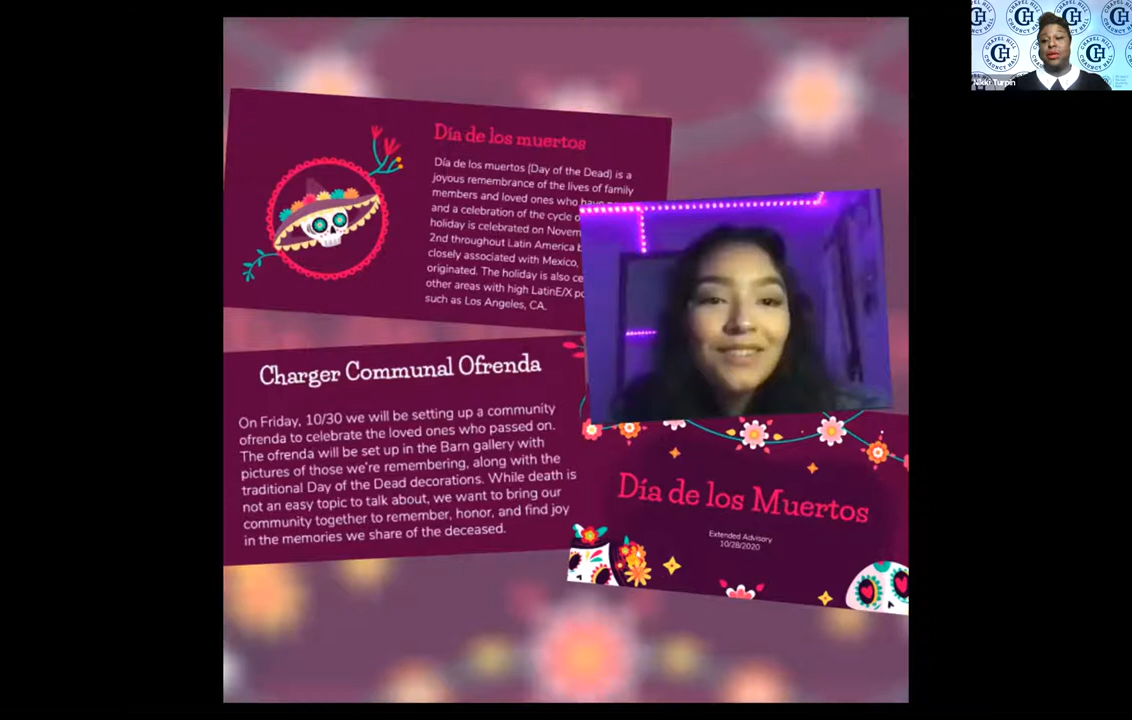 Día de los muertos
Día de los muertos (Day of the Dead) is a
joyous remembrance of the lives of family
members and loved ones who have
and a celebration of the cycle
holiday is celebrated on
2nd throughout Latin America
closely associated with Mexico,
originated. The holiday is also
other areas with high LatinE/X
such as Los Angeles, CA.
Charger Communal Ofrenda
On Friday, 10/30 we will be setting up a community
ofrenda to celebrate the loved ones who passed on.
The ofrenda will be set up in the Barn gallery with
pictures of those we're remembering, along with the
traditional Day of the Dead decorations. While death is
not an easy topic to talk about, we want to bring our
community together to remember, honor, and find joy
in the memories we share of the deceased.
Día de los Muertos
Extended Advisory
10/28/2020
CHAPEL HILL
CH
CHAUNCY HALL
Nikki Turpin